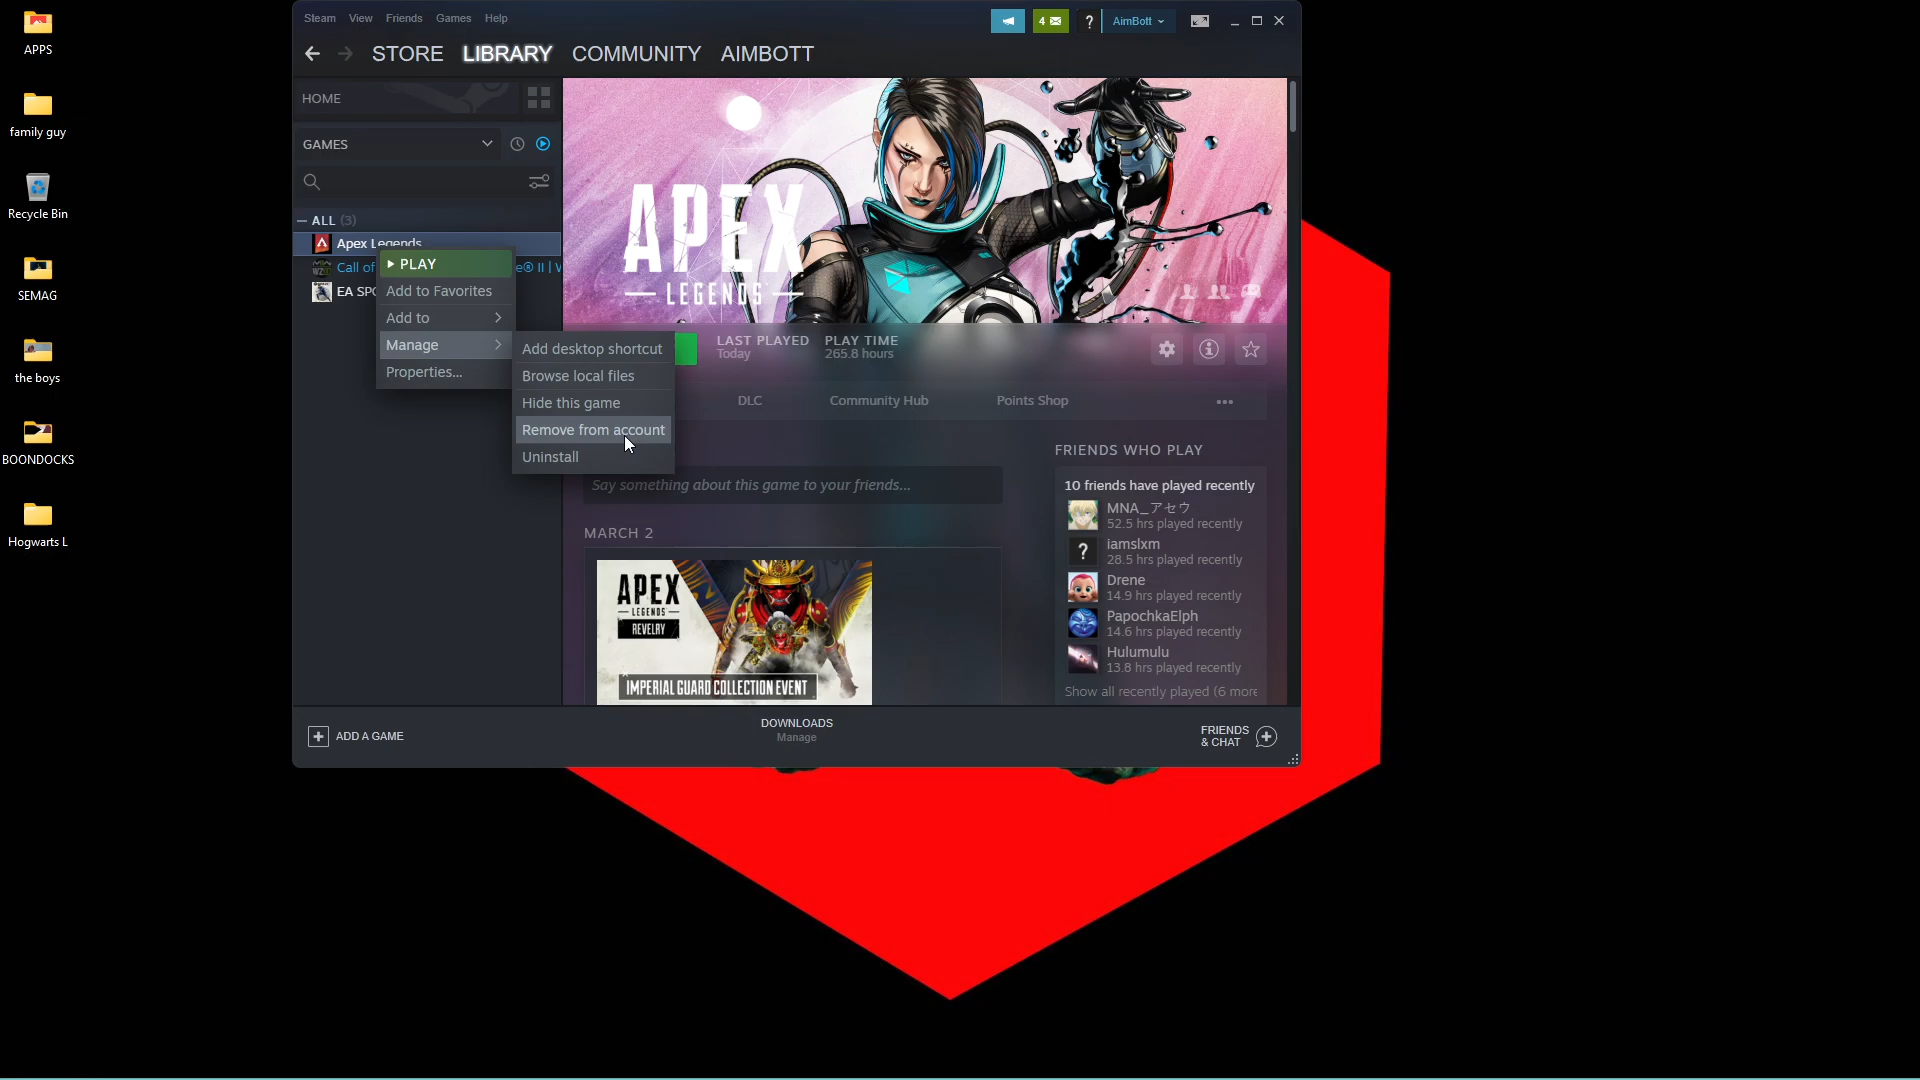 APPS
family guy
Recycle Bin
SEMAG
the boys
BOONDOCKS
Hogwarts L
Steam View Friends Games Help
4
?
AimBott
STORE LIBRARY COMMUNITY AIMBOTT
HOME
GAMES
ALL (3)
Apex Legends
Call of
e® II | W
EA SPO
PLAY
Add to Favorites
Add to
Manage
Properties...
Add desktop shortcut
Browse local files
Hide this game
Remove from account
Uninstall
APEX
LEGENDS
LAST PLAYED
Today
PLAY TIME
265.8 hours
DLC Community Hub Points Shop
Say something about this game to your friends...
MARCH 2
APEX
LEGENDS
REVELRY
IMPERIAL GUARD COLLECTION EVENT
FRIENDS WHO PLAY
10 friends have played recently
MNA_アセウ
52.5 hrs played recently
?
iamslxm
28.5 hrs played recently
Drene
14.9 hrs played recently
PapochkaElph
14.6 hrs played recently
Hulumulu
13.8 hrs played recently
Show all recently played (6 more
ADD A GAME
DOWNLOADS
Manage
FRIENDS
& CHAT